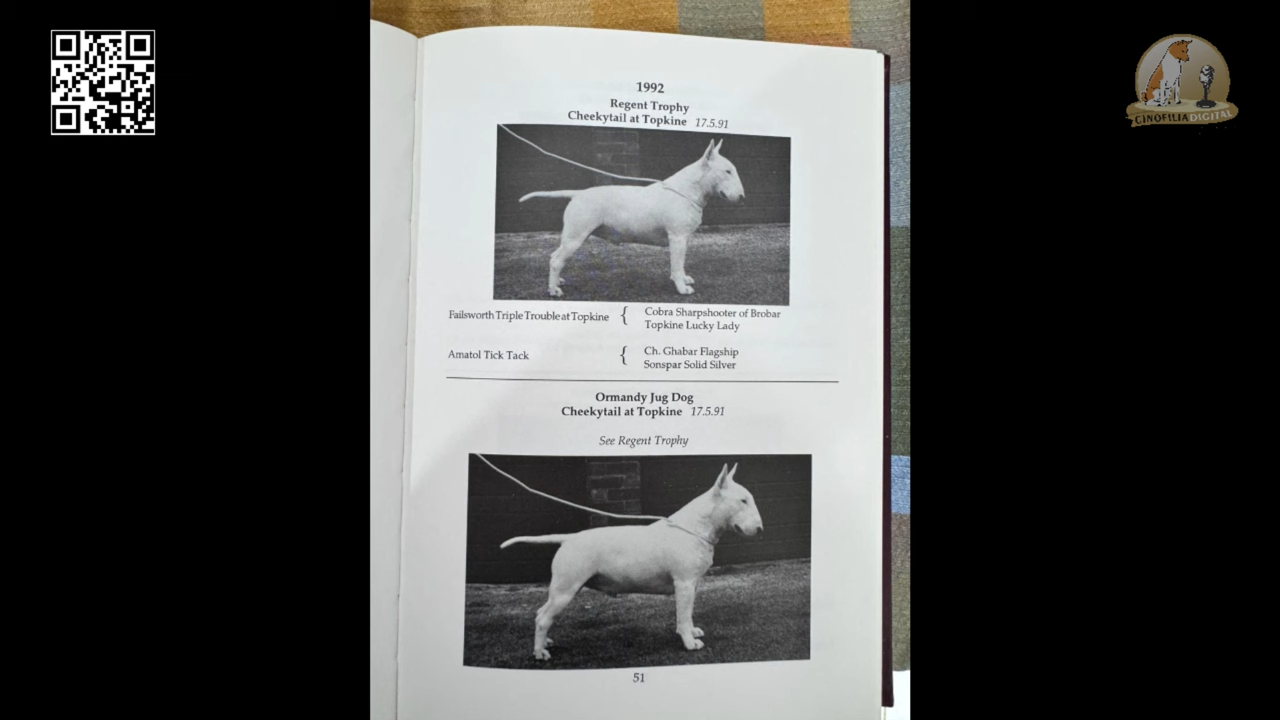 1992
Regent Trophy
Cheekytail at Topkine 17.5.91
Failsworth Triple Trouble at Topkine { Cobra Sharpshooter of Brobar
Topkine Lucky Lady
Amatol Tick Tack { Ch. Ghabar Flagship
Sonspar Solid Silver
Ormandy Jug Dog
Cheekytail at Topkine 17.5.91
See Regent Trophy
51
CINOFILIA DIGITAL